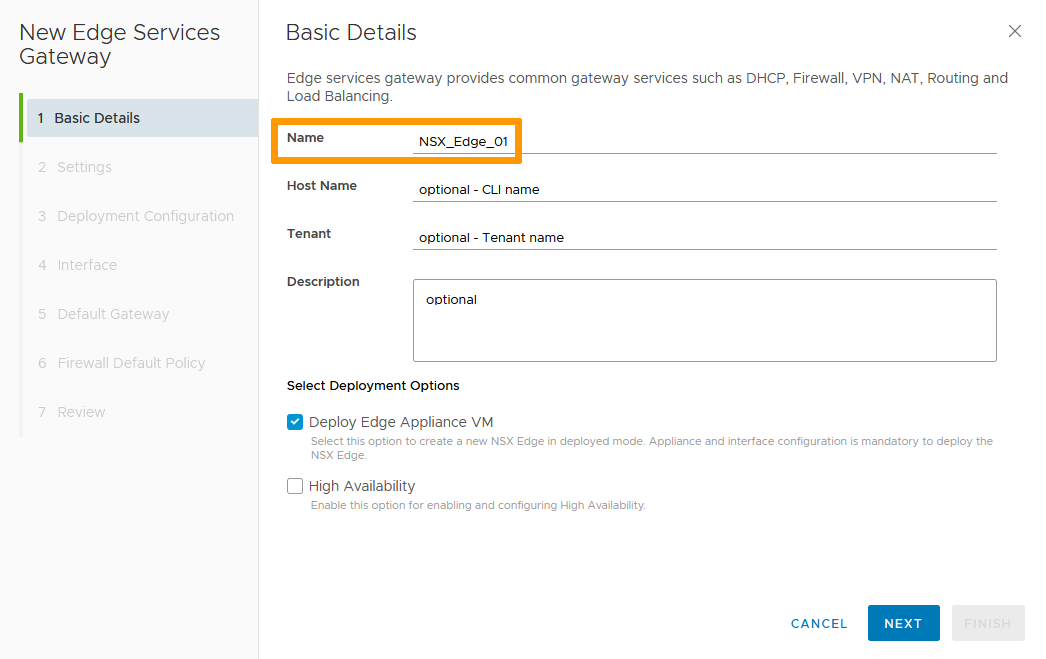 New Edge Services
Gateway
1 Basic Details
2 Settings
3 Deployment Configuration
4 Interface
5 Default Gateway
6 Firewall Default Policy
7 Review
Basic Details
Edge services gateway provides common gateway services such as DHCP, Firewall, VPN, NAT, Routing and
Load Balancing.
Name NSX_Edge_01
Host Name optional - CLI name
Tenant optional - Tenant name
Description optional
Select Deployment Options
Deploy Edge Appliance VM
Select this option to create a new NSX Edge in deployed mode. Appliance and interface configuration is mandatory to deploy the
NSX Edge.
High Availability
Enable this option for enabling and configuring High Availability.
CANCEL NEXT FINISH